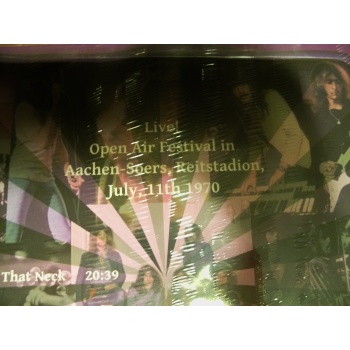 Live!
Open Air Festival in
Aachen-Soers, Reitstadion,
July, 11th 1970
That Neck 20:39